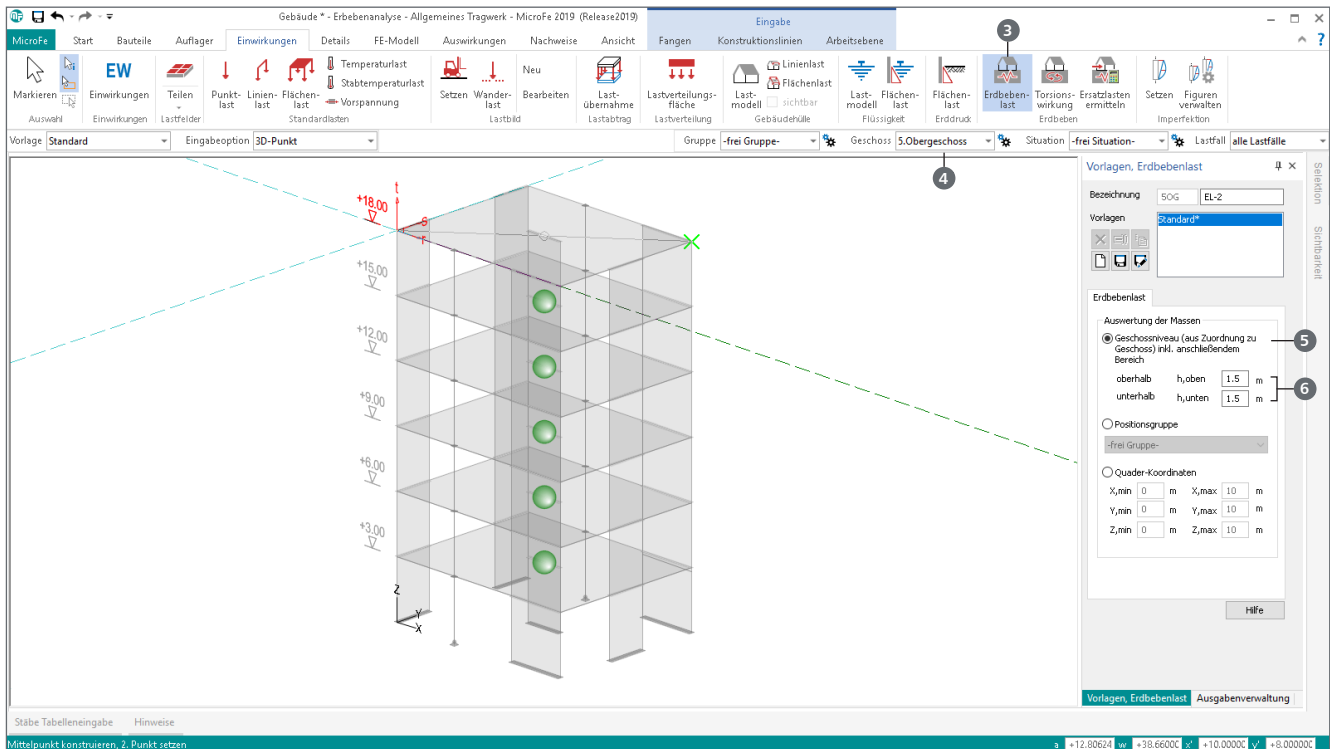 Gebäude * - Erbebenanalyse - Allgemeines Tragwerk - MicroFe 2019 (Release2019)
Eingabe
MicroFe Start Bauteile Auflager Einwirkungen Details FE-Modell Auswirkungen Nachweise Ansicht Fangen Konstruktionslinien Arbeitsebene
3
?
EW
Temperaturlast
Stabtemperaturlast
Vorspannung
Neu
Bearbeiten
Linienlast
Flächenlast
sichtbar
Markieren Einwirkungen Teilen Punkt-last Linien-last Flächen-last Setzen Wander-last Last-übernahme Lastverteilungs-fläche Last-modell Last-modell Flächen-last Flächen-last Erdbeben-last Torsions-wirkung Ersatzlasten ermitteln Setzen Figuren verwalten
Auswahl Einwirkungen Lastfelder Standardlasten Lastbild Lastabtrag Lastverteilung Gebäudehülle Flüssigkeit Erddruck Erdbeben Imperfektion
Vorlage Standard Eingabeoption 3D-Punkt Gruppe -frei Gruppe- Geschoss 5.Obergeschoss Situation -frei Situation- Lastfall alle Lastfälle
4
t
s
r
+18.00
+15.00
+12.00
+9.00
+6.00
+3.00
Z
Y
X
Vorlagen, Erdbebenlast
Bezeichnung 5OG EL-2
Vorlagen Standard*
Erdbebenlast
Auswertung der Massen
Geschossniveau (aus Zuordnung zu
Geschoss) inkl. anschließendem
Bereich
5
oberhalb h,oben 1.5 m
unterhalb h,unten 1.5 m
6
Positionsgruppe
-frei Gruppe-
Quader-Koordinaten
X,min 0 m X,max 10 m
Y,min 0 m Y,max 10 m
Z,min 0 m Z,max 10 m
Hilfe
Vorlagen, Erdbebenlast Ausgabenverwaltung
Selektion
Sichtbarkeit
Stäbe Tabelleneingabe Hinweise
Mittelpunkt konstruieren, 2. Punkt setzen
a +12.80624 w +38.66000 x' +10.00000 y' +8.000000